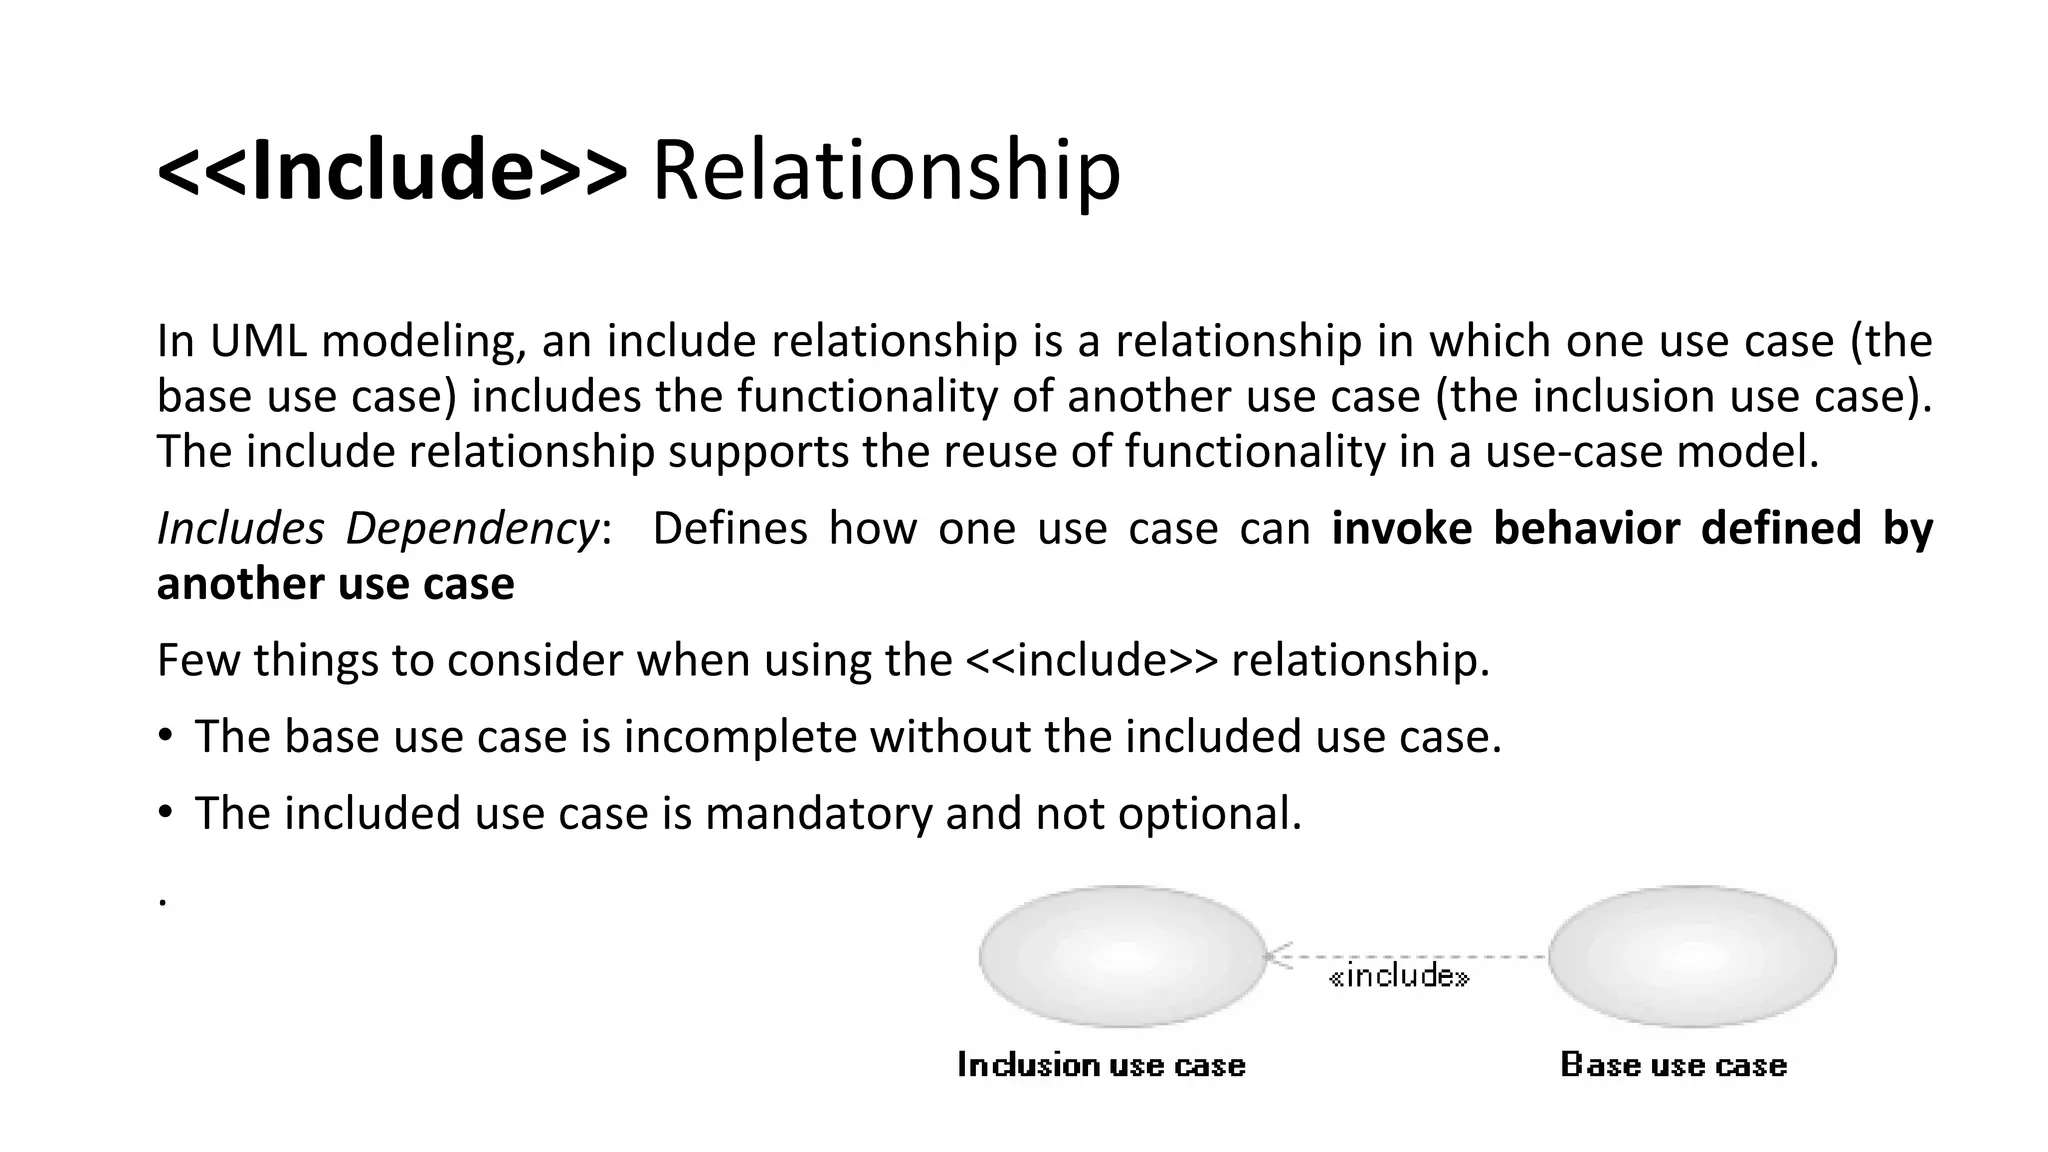 <<Include>> Relationship
In UML modeling, an include relationship is a relationship in which one use case (the
base use case) includes the functionality of another use case (the inclusion use case).
The include relationship supports the reuse of functionality in a use-case model.
Includes Dependency: Defines how one use case can invoke behavior defined by
another use case
Few things to consider when using the <<include>> relationship.
• The base use case is incomplete without the included use case.
• The included use case is mandatory and not optional.
.
«include»
Inclusion use case
Base use case